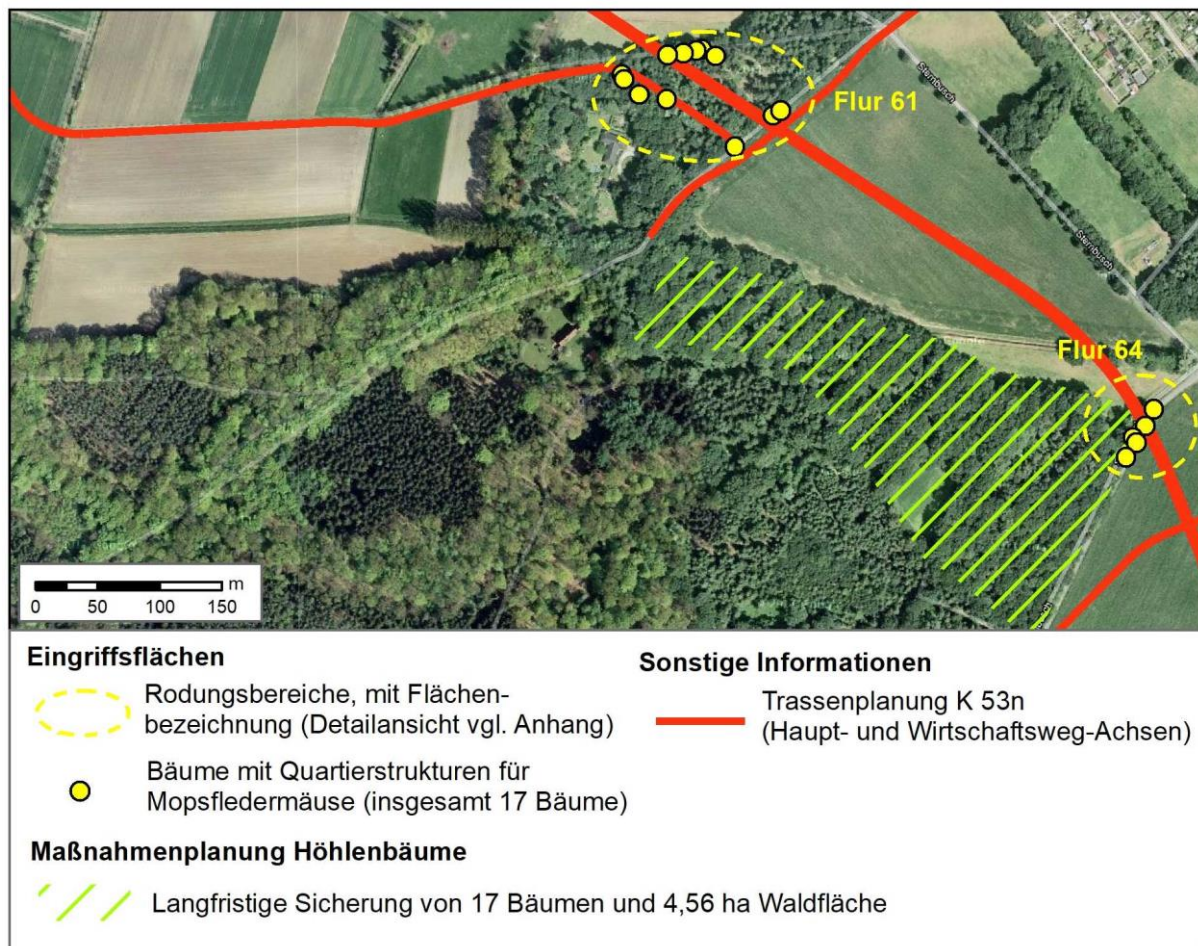 Sternbusch
Flur 61
Sternbusch
Flur 64
m
0 50 100 150
Eingriffsflächen
Rodungsbereiche, mit Flächen-
bezeichnung (Detailansicht vgl. Anhang)
Bäume mit Quartierstrukturen für
Mopsfledermäuse (insgesamt 17 Bäume)
Maßnahmenplanung Höhlenbäume
Langfristige Sicherung von 17 Bäumen und 4,56 ha Waldfläche
Sonstige Informationen
Trassenplanung K 53n
(Haupt- und Wirtschaftsweg-Achsen)